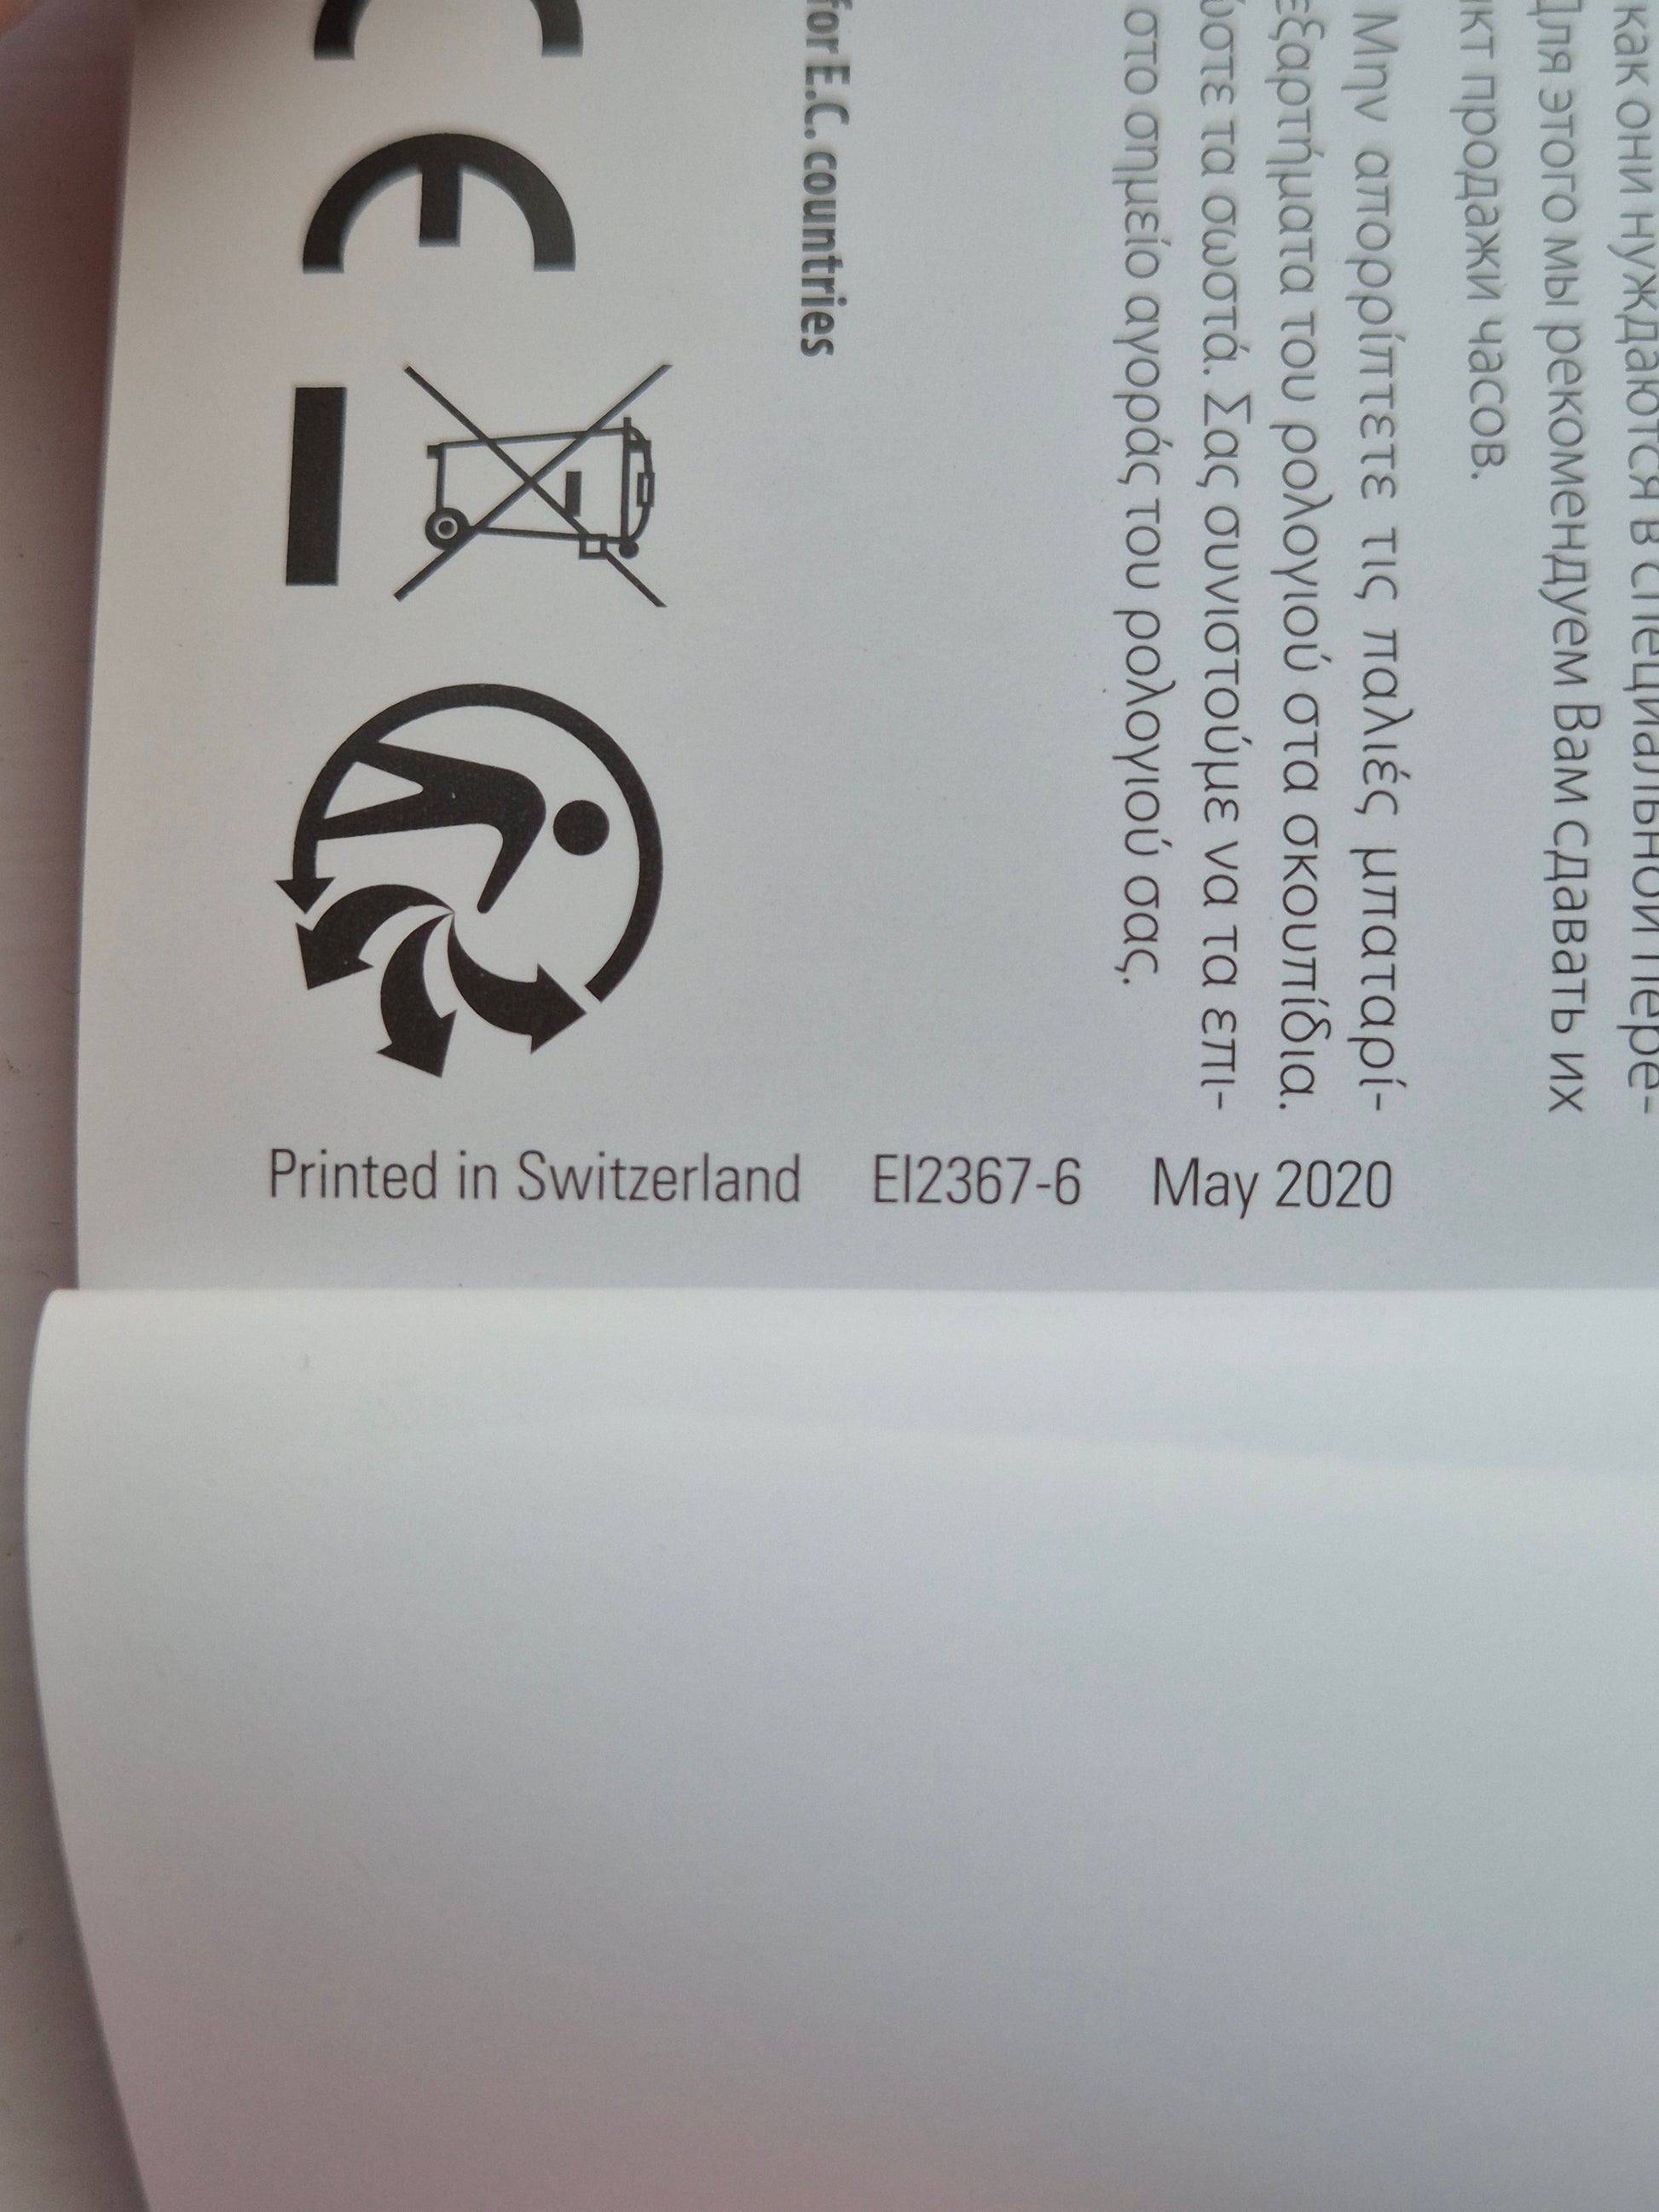 как они нуждаются в специальной пере-
Для этого мы рекомендуем Вам сдавать их
продажи часов.
Μην απορρίπτετε τις παλιές μπαταρί-
εξαρτήματα του ρολογιού στα σκουπίδια.
τα σωστά. Σας συνιστούμε να τα επι-
στο σημείο αγοράς του ρολογιού σας.
for E.C. countries
CE
Printed in Switzerland EI2367-6 May 2020